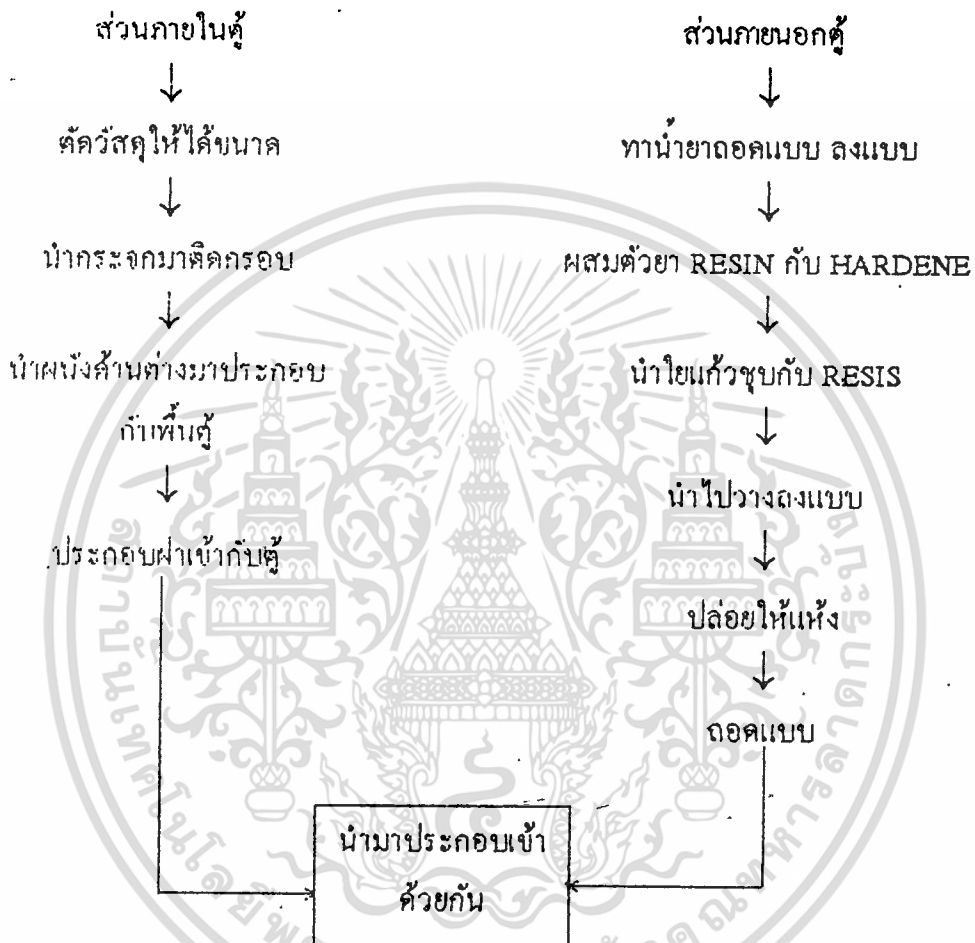 ส่วนภายในตู้
ตัดวัสดุให้ได้ขนาด
นำกระจกมาติดกรอบ
นำผนังด้านต่างมาประกอบ
กับพื้นตู้
ประกอบฝาเข้ากับตู้
ส่วนภายนอกตู้
ทาน้ำยาถอดแบบ ลงแบบ
ผสมตัวยา RESIN กับ HARDENE
นำใยแก้วชุบกับ RESIS
นำไปวางลงแบบ
ปล่อยให้แห้ง
ถอดแบบ
นำมาประกอบเข้า
ด้วยกัน